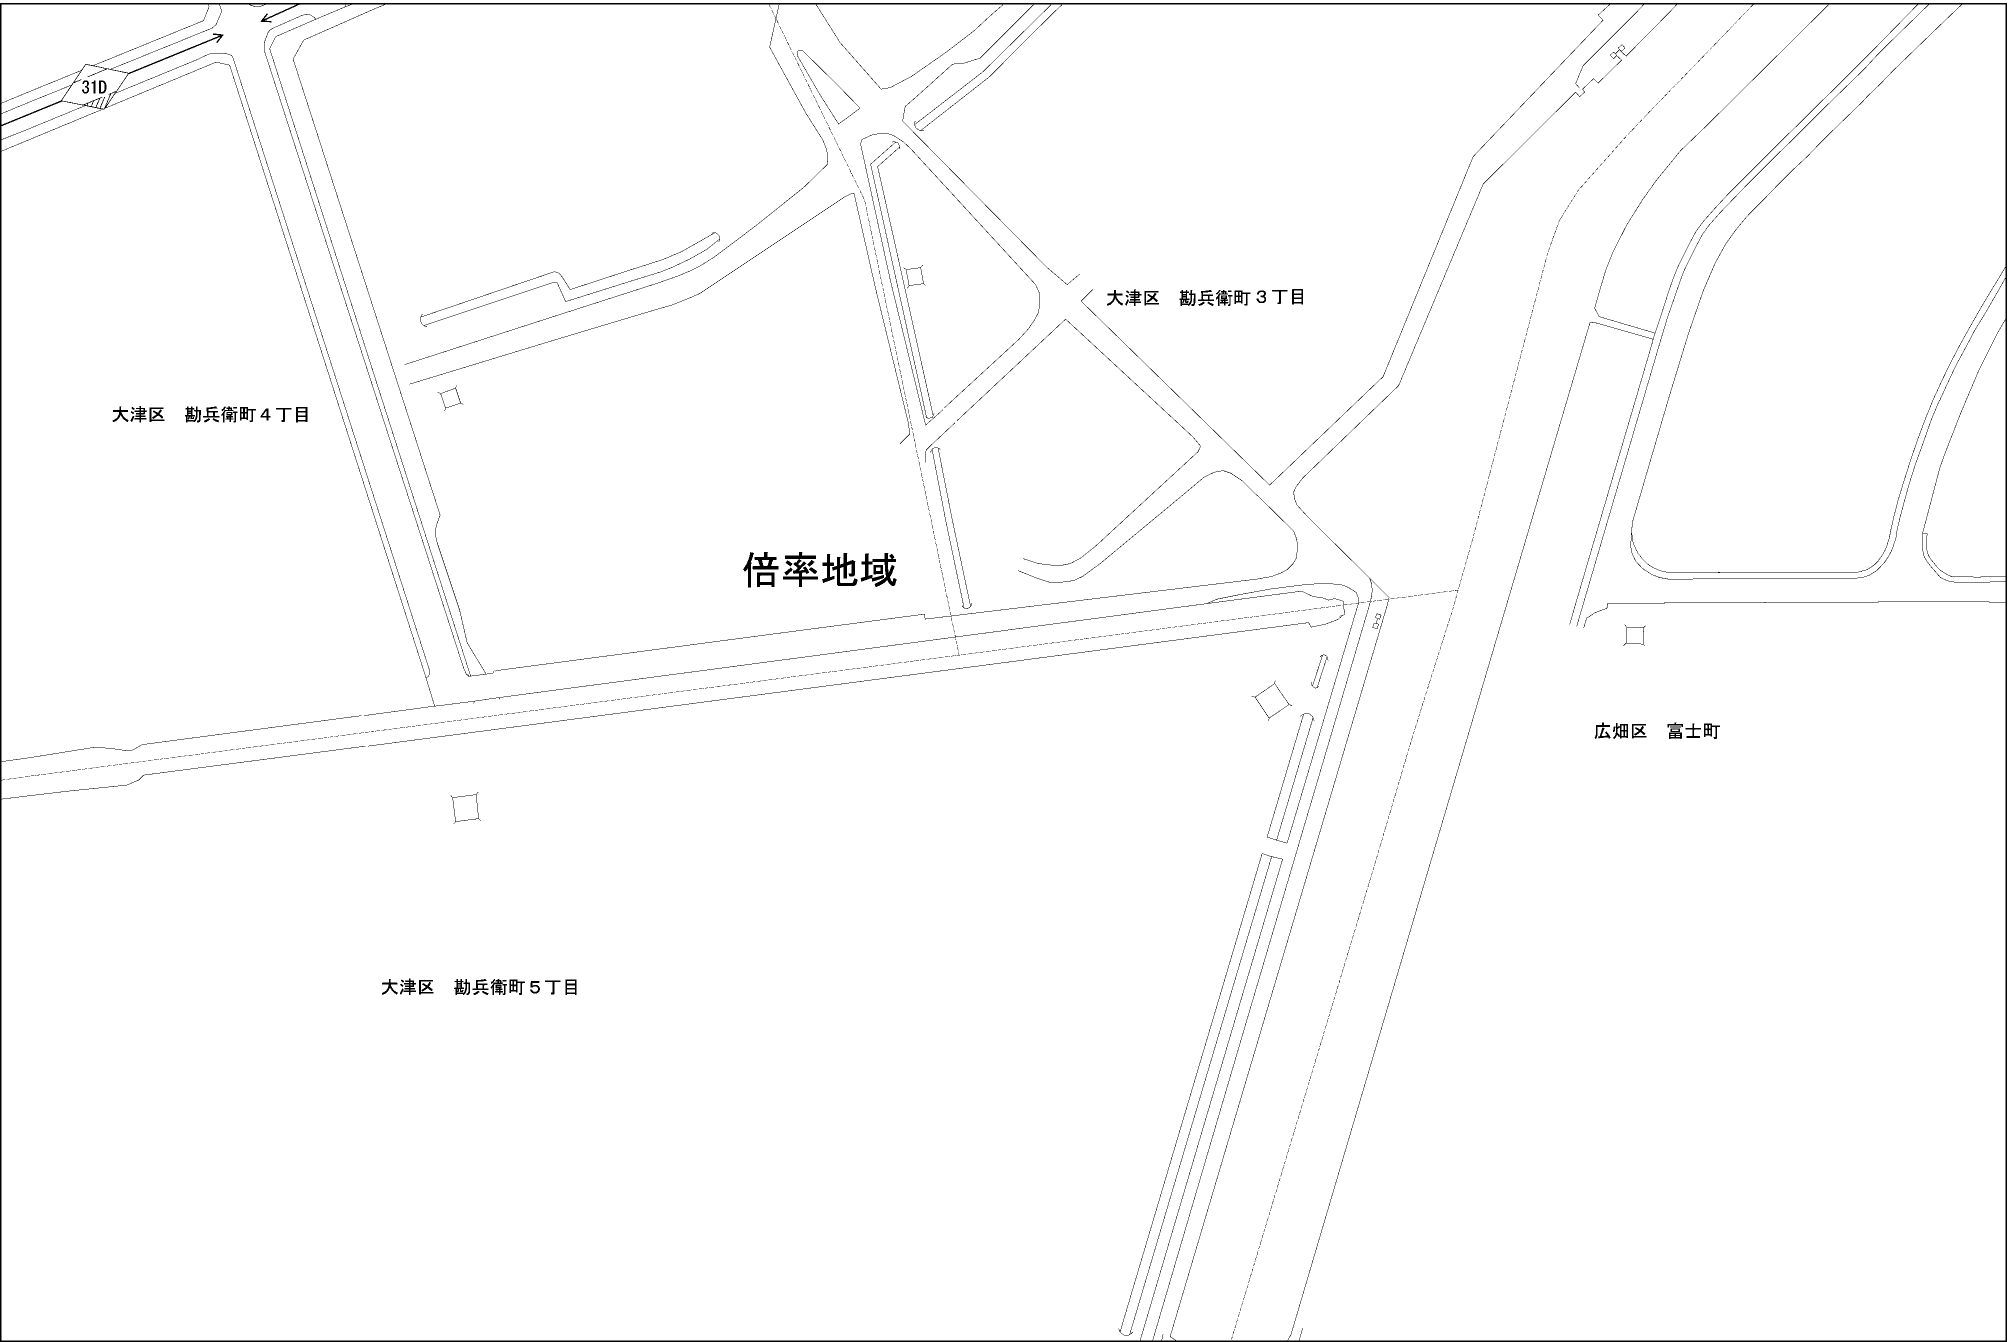 31D
大津区 勘兵衛町３丁目
大津区 勘兵衛町４丁目
倍率地域
広畑区 富士町
大津区 勘兵衛町５丁目